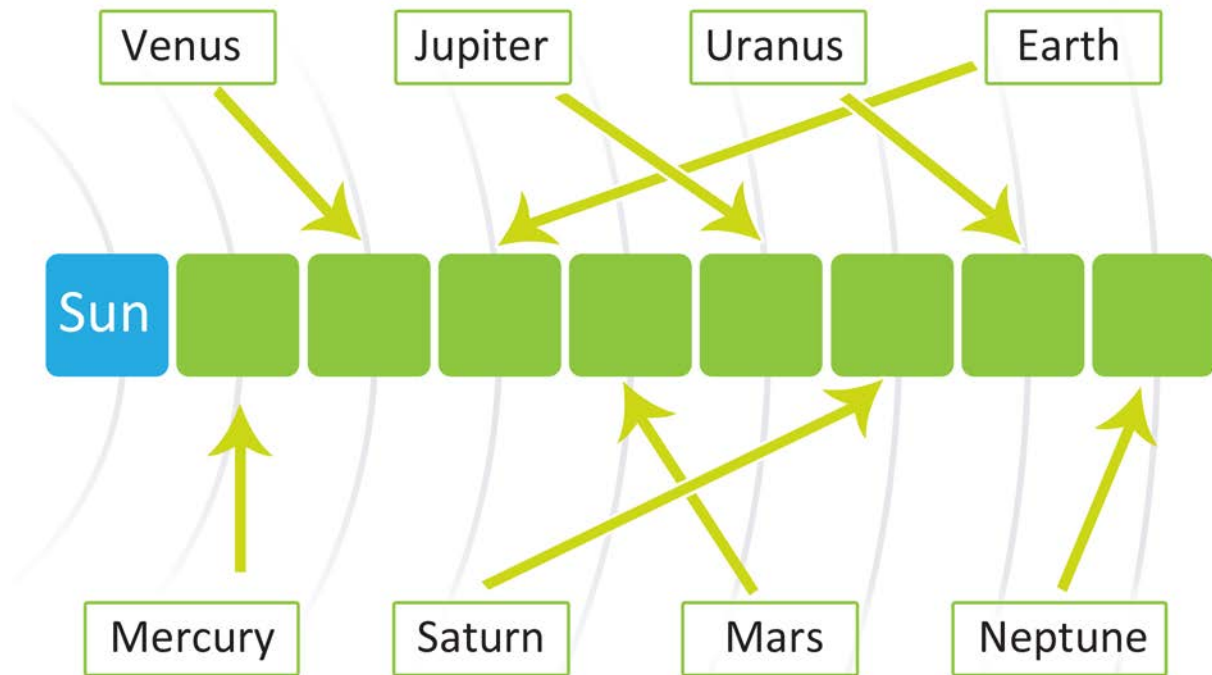 Venus
Jupiter
Uranus
Earth
Sun
Mercury
Saturn
Mars
Neptune